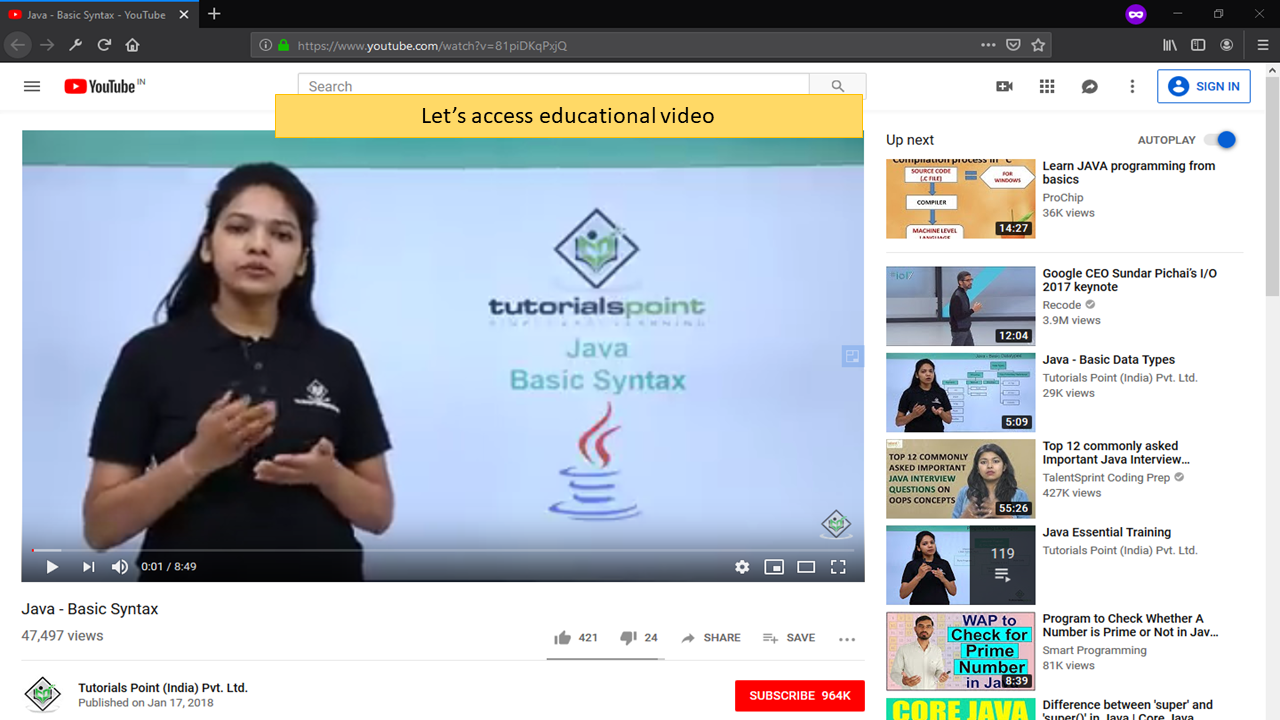 Java - Basic Syntax - YouTube
https://www.youtube.com/watch?v=81piDKqPxjQ
YouTube IN
Search
SIGN IN
Let's access educational video
tutorialspoint
Java
Basic Syntax
0:01 / 8:49
Java - Basic Syntax
47,497 views
421
24
SHARE
SAVE
Tutorials Point (India) Pvt. Ltd.
Published on Jan 17, 2018
SUBSCRIBE 964K
Up next
AUTOPLAY
Compilation process in "C"
SOURCE CODE
(.C FILE)
FOR
WINDOWS
COMPILER
MACHINE LEVEL
LANGUAGE
14:27
Learn JAVA programming from
basics
ProChip
36K views
#io17
12:04
Google CEO Sundar Pichai's I/O
2017 keynote
Recode
3.9M views
5:09
Java - Basic Data Types
Tutorials Point (India) Pvt. Ltd.
29K views
TOP 12 COMMONLY
ASKED IMPORTANT
JAVA INTERVIEW
QUESTIONS ON
OOPS CONCEPTS
55:26
Top 12 commonly asked
Important Java Interview…
TalentSprint Coding Prep
427K views
119
Java Essential Training
Tutorials Point (India) Pvt. Ltd.
WAP to
Check for
Prime
Number
in Ja
8:39
Program to Check Whether A
Number is Prime or Not in Jav…
Smart Programming
81K views
CORE JAVA
Difference between 'super' and
'super()' in Java | Core Java